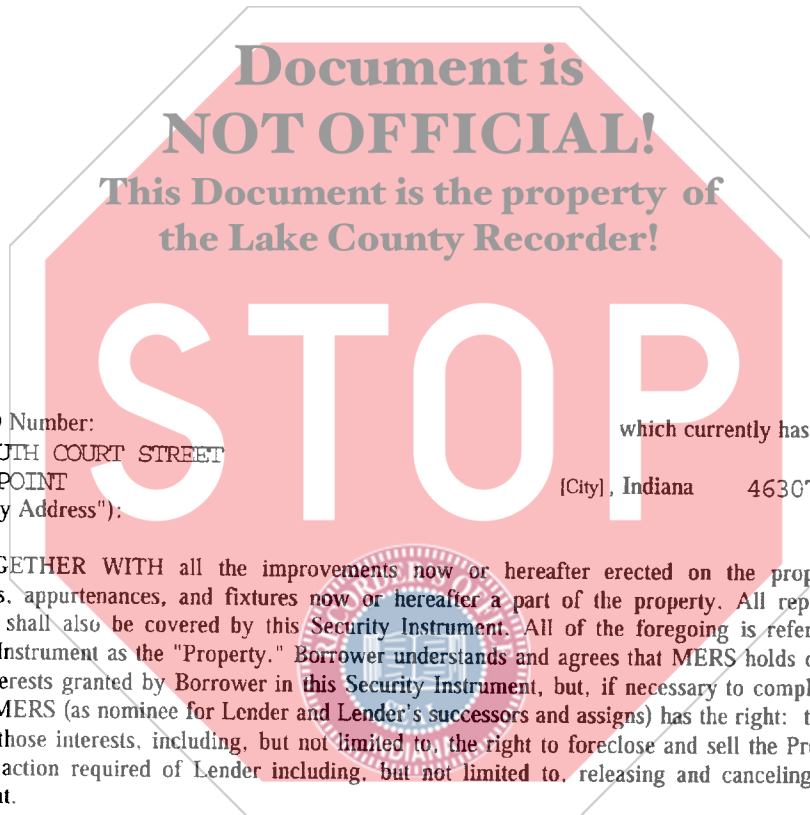 Document is
NOT OFFICIAL!
This Document is the property of
the Lake County Recorder!
STOP
Number:
which currently has
UTH COURT STREET
POINT
[City], Indiana 46307
y Address"):
GETHER WITH all the improvements now or hereafter erected on the prop
s, appurtenances, and fixtures now or hereafter a part of the property. All rep
shall also be covered by this Security Instrument. All of the foregoing is refer
Instrument as the "Property." Borrower understands and agrees that MERS holds
erests granted by Borrower in this Security Instrument, but, if necessary to compl
MERS (as nominee for Lender and Lender's successors and assigns) has the right: t
those interests, including, but not limited to, the right to foreclose and sell the Pr
action required of Lender including, but not limited to, releasing and canceling
t.